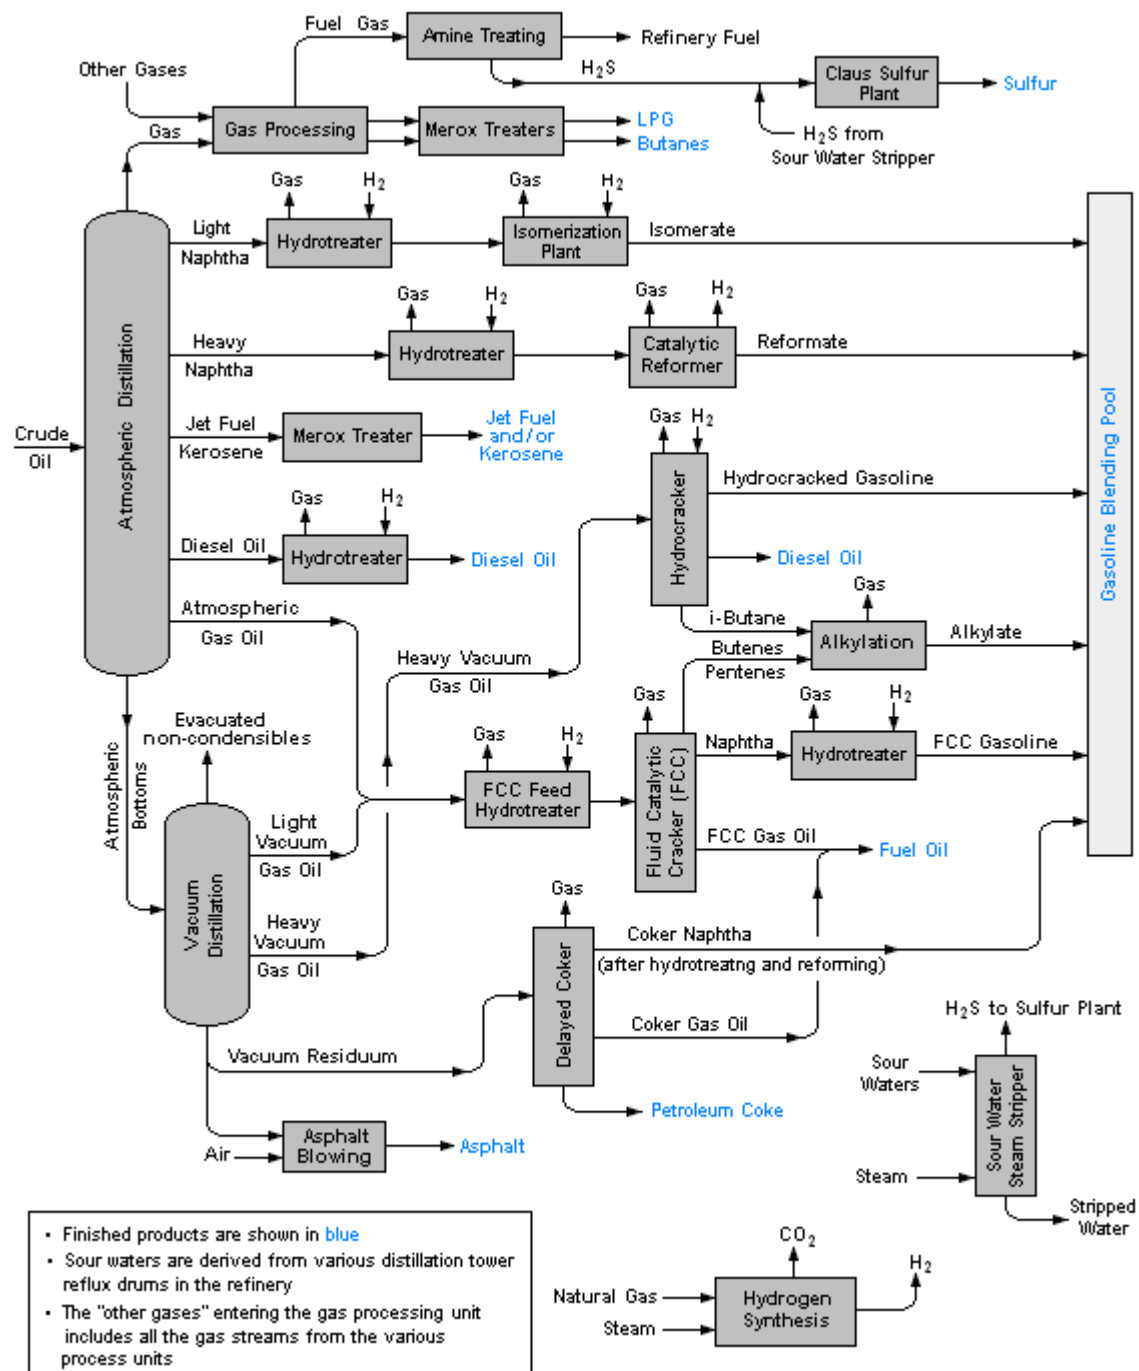 Fuel Gas
Amine Treating
Refinery Fuel
Other Gases
H2S
Claus Sulfur
Plant
Sulfur
Gas
Gas Processing
Merox Treaters
LPG
Butanes
H2S from
Sour Water Stripper
Gas
H2
Gas
H2
Light
Naphtha
Hydrotreater
Isomerization
Plant
Isomerate
Gas
H2
Gas
H2
Heavy
Naphtha
Hydrotreater
Catalytic
Reformer
Reformate
Crude
Oil
Atmospheric Distillation
Jet Fuel
Kerosene
Merox Treater
Jet Fuel
and/or
Kerosene
Gas
H2
Hydrocracker
Hydrocracked Gasoline
Gasoline Blending Pool
Gas
H2
Diesel Oil
Hydrotreater
Diesel Oil
Diesel Oil
Atmospheric
Gas Oil
i-Butane
Gas
Butenes
Pentenes
Alkylation
Alkylate
Heavy Vacuum
Gas Oil
Atmospheric
Bottoms
Evacuated
non-condensibles
Gas
H2
FCC Feed
Hydrotreater
Gas
Fluid Catalytic
Cracker (FCC)
Naphtha
Gas
H2
Hydrotreater
FCC Gasoline
Light
Vacuum
Gas Oil
FCC Gas Oil
Fuel Oil
Vacuum
Distillation
Heavy
Vacuum
Gas Oil
Gas
Delayed Coker
Coker Naphtha
(after hydrotreatng and reforming)
Coker Gas Oil
Vacuum Residuum
Petroleum Coke
H2S to Sulfur Plant
Sour
Waters
Sour Water
Steam Stripper
Steam
Stripped
Water
Air
Asphalt
Blowing
Asphalt
• Finished products are shown in blue
• Sour waters are derived from various distillation tower
reflux drums in the refinery
• The "other gases" entering the gas processing unit
includes all the gas streams from the various
process units
CO2
H2
Natural Gas
Steam
Hydrogen
Synthesis